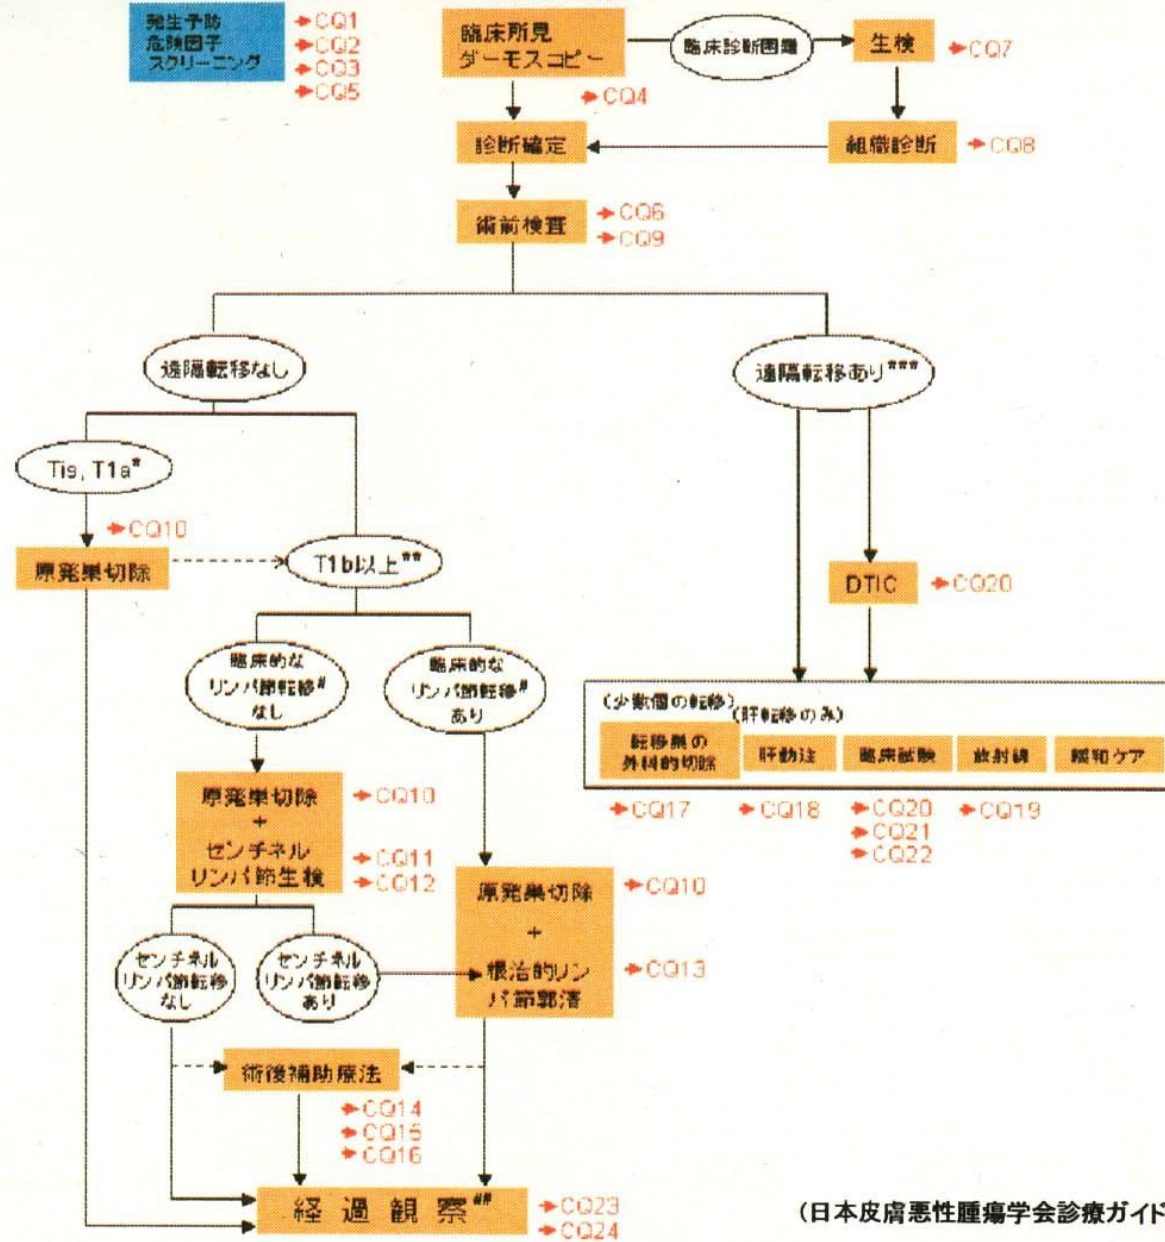 発生予防
危険因子
スクリーニング
➔CQ1
➔CQ2
➔CQ3
➔CQ5
臨床所見
ダーモスコピー
➔CQ4
臨床診断困難
生検
➔CQ7
診断確定
組織診断
➔CQ8
術前検査
➔CQ6
➔CQ9
遠隔転移なし
遠隔転移あり***
Tis, T1a*
➔CQ10
原発巣切除
T1b以上**
DTIC
➔CQ20
臨床的な
リンパ節転移#
なし
臨床的な
リンパ節転移#
あり
(少数個の転移)
(肝転移のみ)
転移巣の
外科的切除
肝動注
臨床試験
放射線
緩和ケア
➔CQ17
➔CQ18
➔CQ20
➔CQ21
➔CQ22
➔CQ19
原発巣切除
+
センチネル
リンパ節生検
➔CQ10
➔CQ11
➔CQ12
原発巣切除
+
根治的リン
パ節郭清
➔CQ10
➔CQ13
センチネル
リンパ節転移
なし
センチネル
リンパ節転移
あり
術後補助療法
➔CQ14
➔CQ15
➔CQ16
経過観察##
➔CQ23
➔CQ24
(日本皮膚悪性腫瘍学会診療ガイド